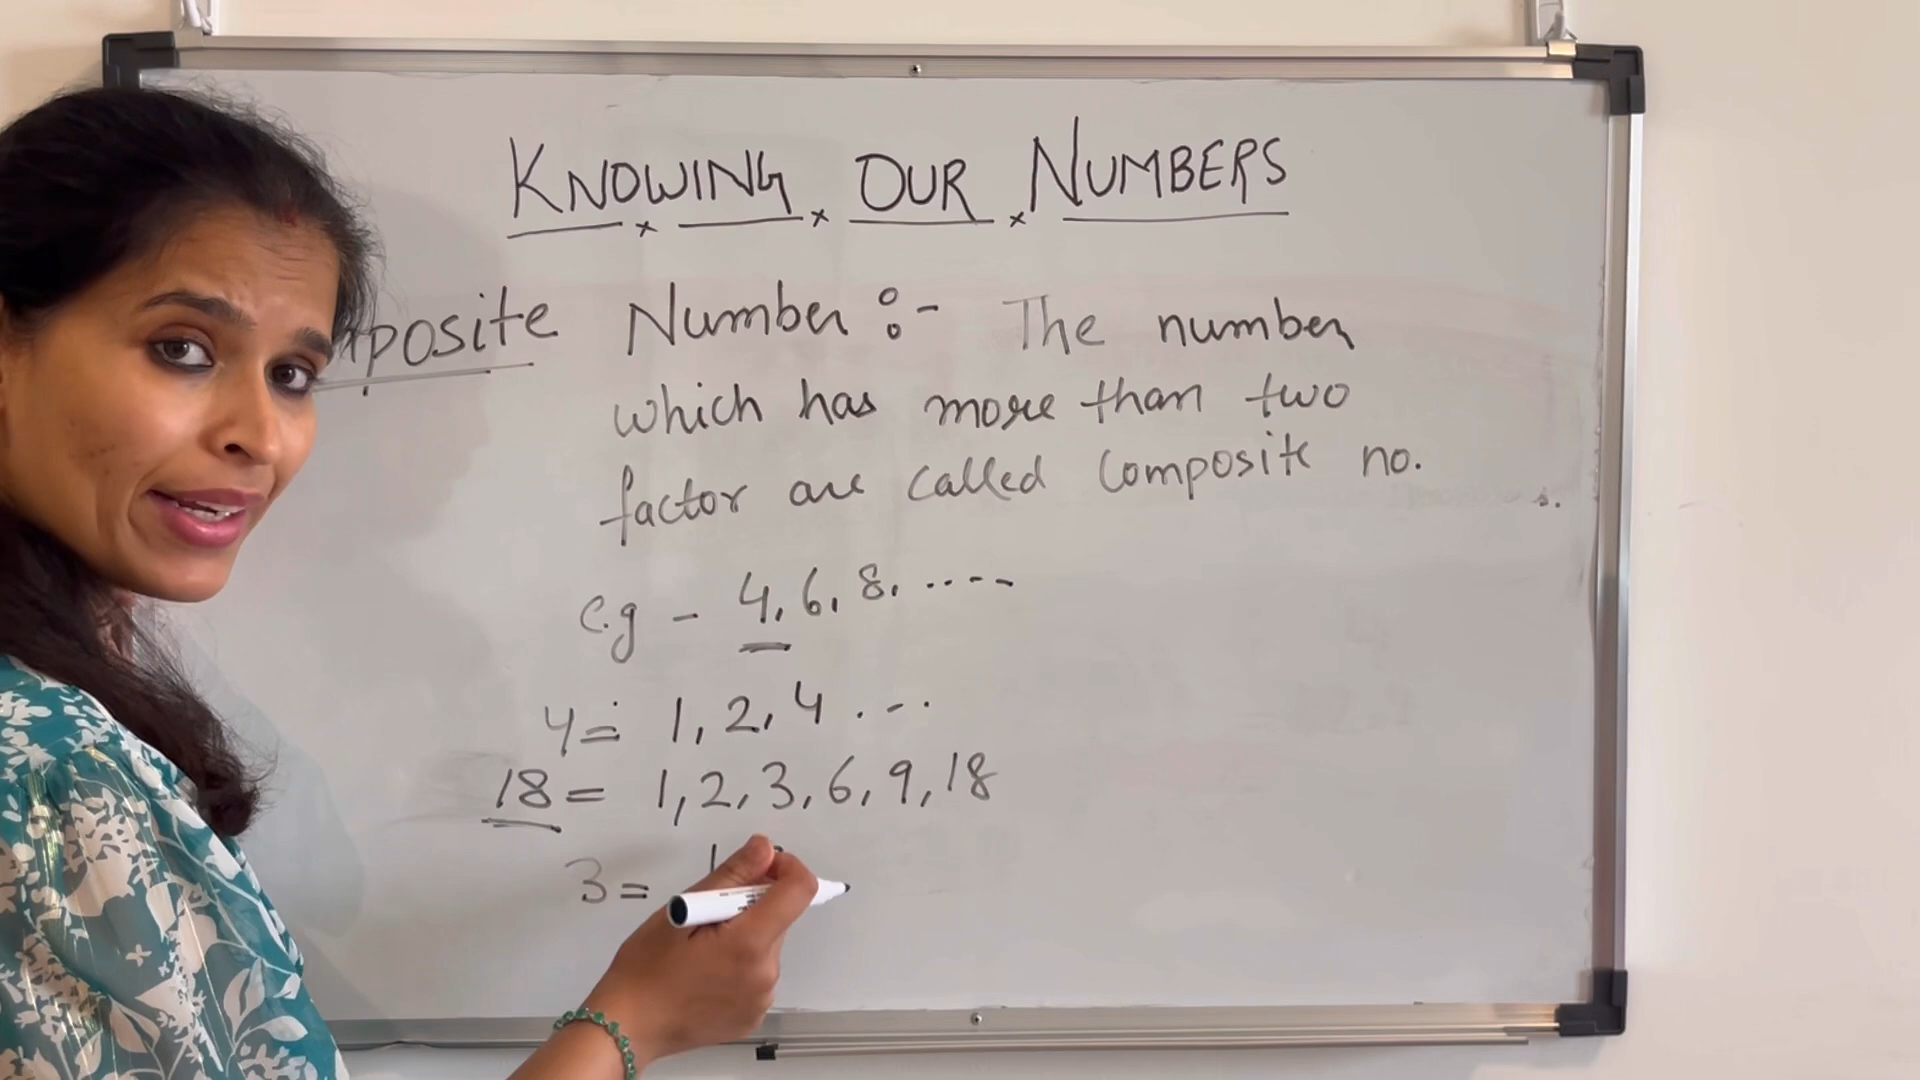 KNOWING OUR NUMBERS
mposite Number :- The number
which has more than two
factor are called Composite no.
s.
e.g - 4, 6, 8, .....
4 = 1, 2, 4 ...
18 = 1, 2, 3, 6, 9, 18
3 = 1